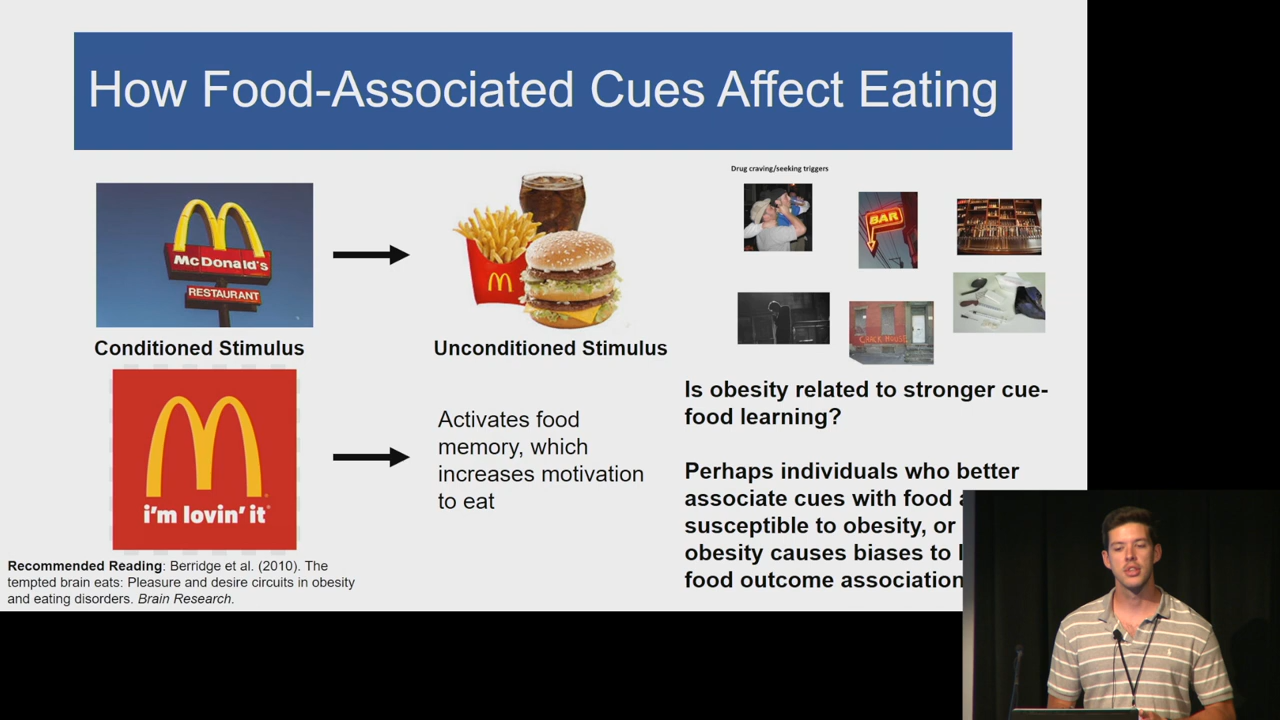 How Food-Associated Cues Affect Eating
McDonald's
RESTAURANT
Conditioned Stimulus
M
i'm lovin' it
Recommended Reading: Berridge et al. (2010). The
tempted brain eats: Pleasure and desire circuits in obesity
and eating disorders. Brain Research.
M
Unconditioned Stimulus
Activates food
memory, which
increases motivation
to eat
Drug craving/seeking triggers
BAR
CRACK HOUSE
Is obesity related to stronger cue-
food learning?
Perhaps individuals who better
associate cues with food
susceptible to obesity, or
obesity causes biases to
food outcome association